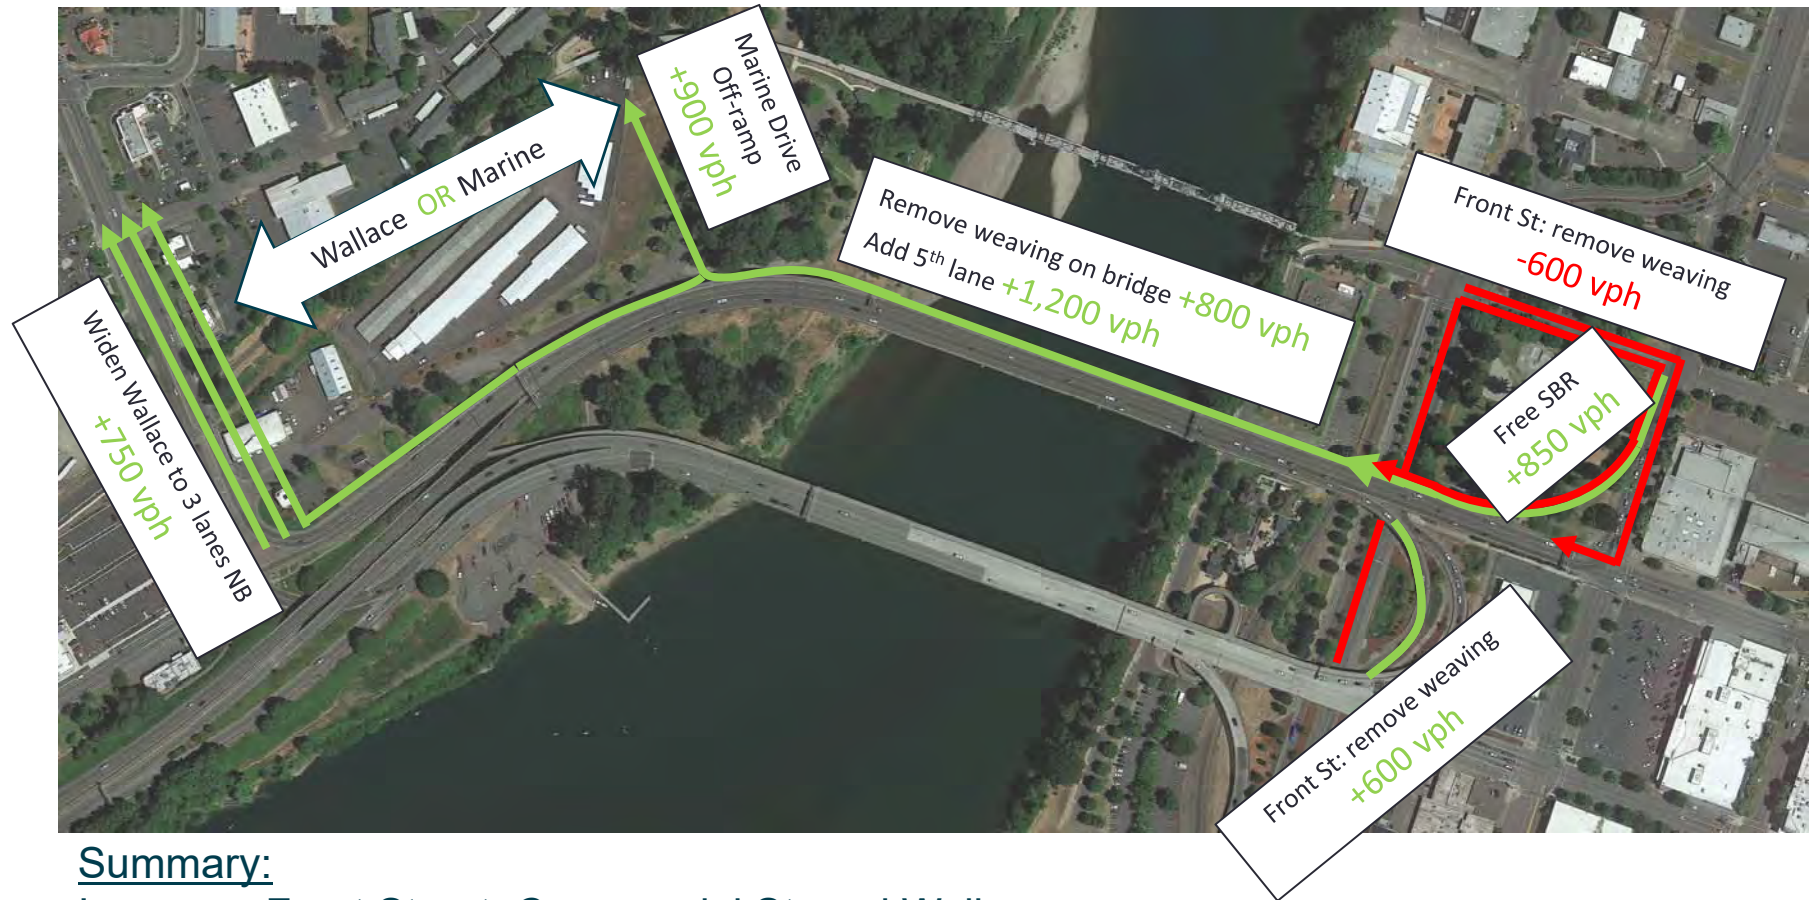 Marine Drive
Off-ramp
+900 vph
Wallace OR Marine
Remove weaving on bridge +800 vph
Add 5th lane +1,200 vph
Front St: remove weaving
-600 vph
Free SBR
+850 vph
Widen Wallace to 3 lanes NB
+750 vph
Front St: remove weaving
+600 vph
Summary: